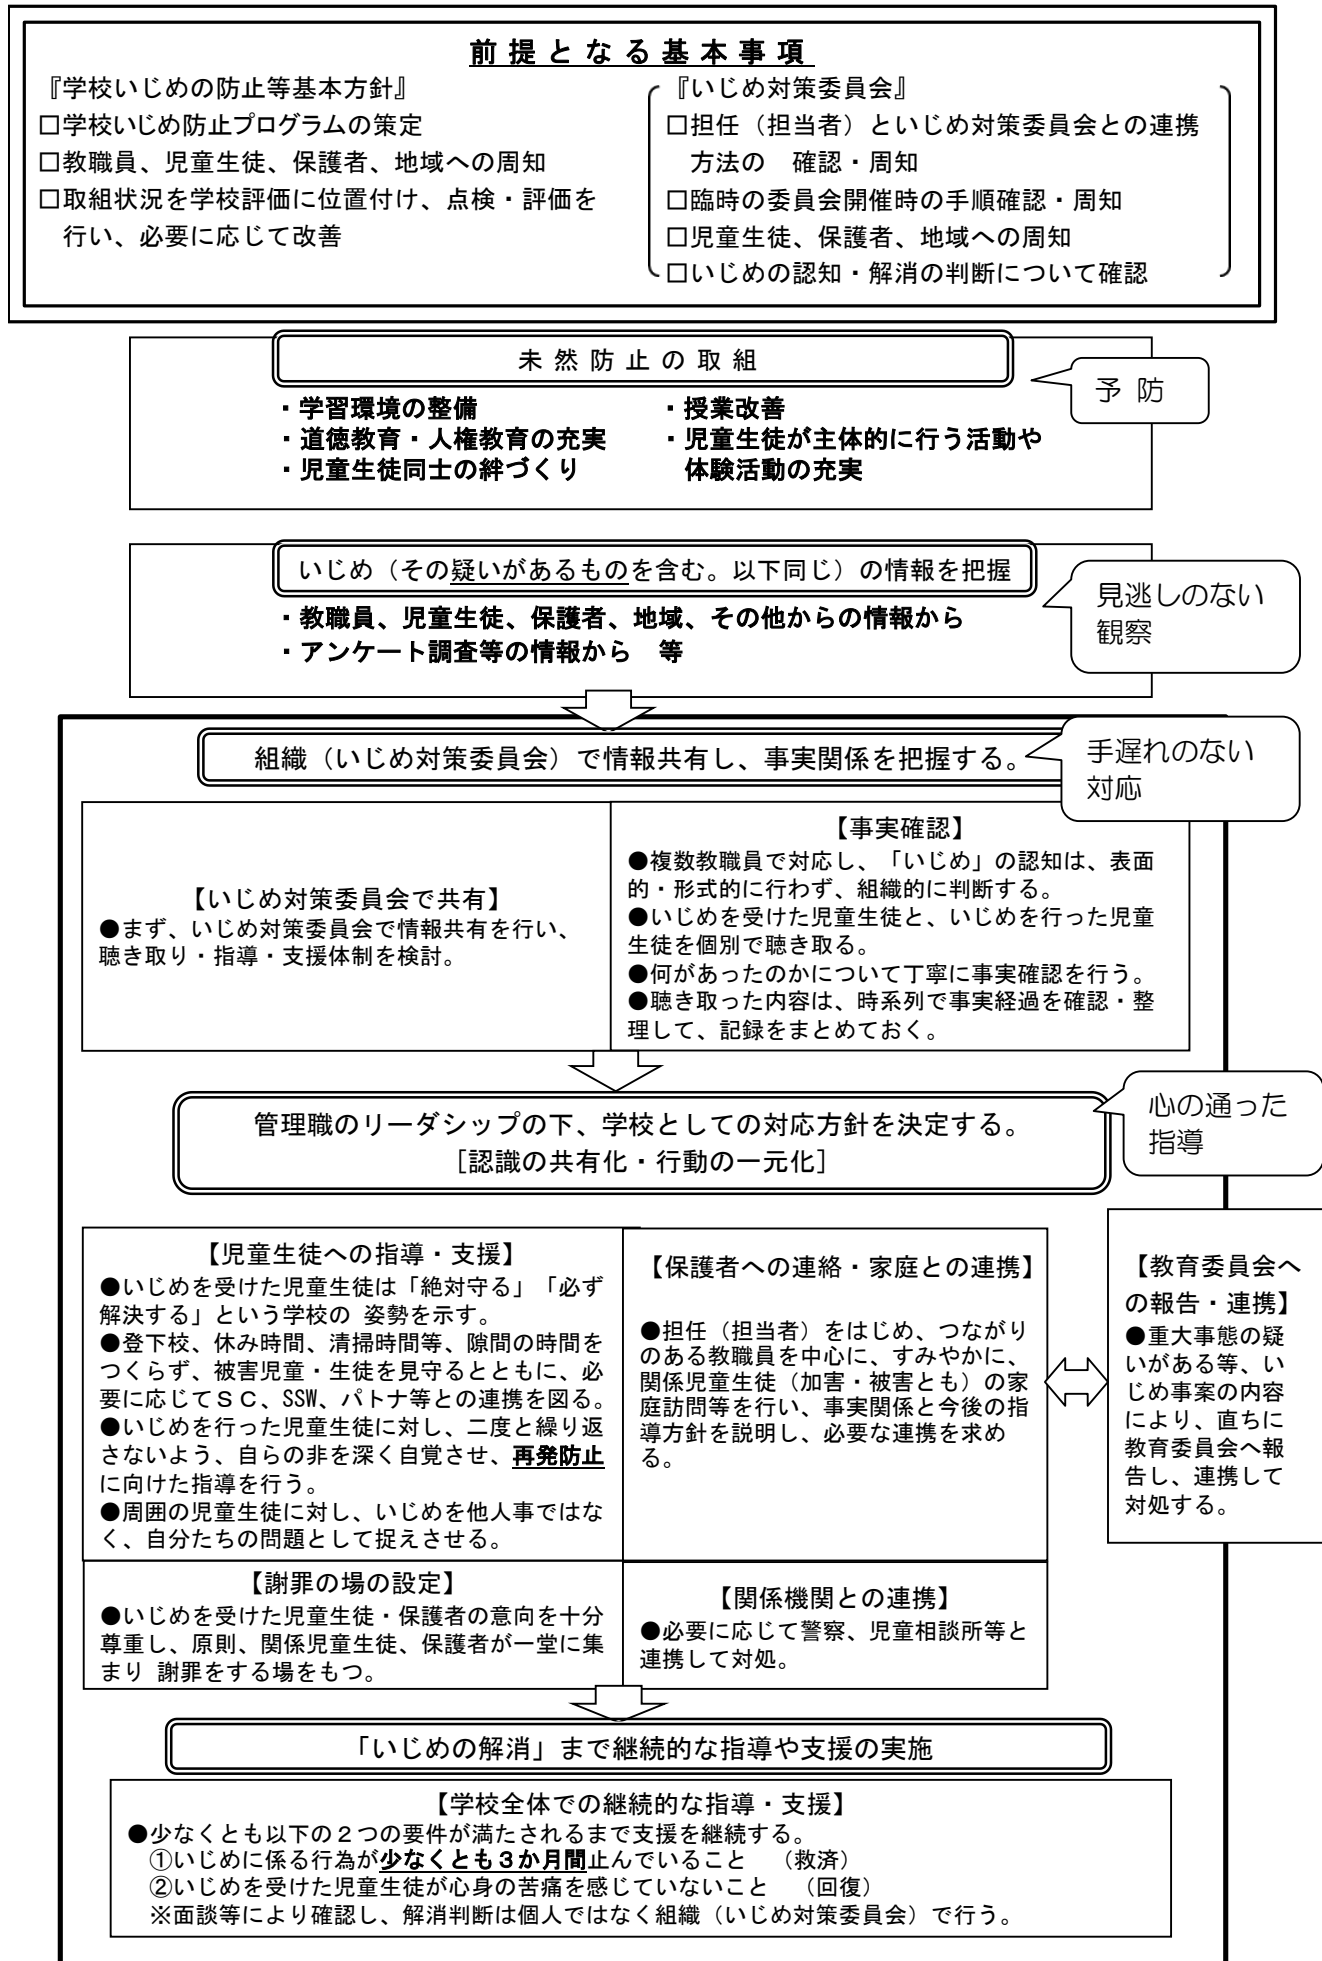 前提となる基本事項
『学校いじめの防止等基本方針』
□学校いじめ防止プログラムの策定
□教職員、児童生徒、保護者、地域への周知
□取組状況を学校評価に位置付け、点検・評価を
行い、必要に応じて改善
『いじめ対策委員会』
□担任（担当者）といじめ対策委員会との連携
方法の　確認・周知
□臨時の委員会開催時の手順確認・周知
□児童生徒、保護者、地域への周知
□いじめの認知・解消の判断について確認
未然防止の取組
予 防
・学習環境の整備
・道徳教育・人権教育の充実
・児童生徒同士の絆づくり
・授業改善
・児童生徒が主体的に行う活動や
体験活動の充実
いじめ（その疑いがあるものを含む。以下同じ）の情報を把握
見逃しのない
観察
・教職員、児童生徒、保護者、地域、その他からの情報から
・アンケート調査等の情報から　等
組織（いじめ対策委員会）で情報共有し、事実関係を把握する。
手遅れのない
対応
【いじめ対策委員会で共有】
●まず、いじめ対策委員会で情報共有を行い、
聴き取り・指導・支援体制を検討。
【事実確認】
●複数教職員で対応し、「いじめ」の認知は、表面
的・形式的に行わず、組織的に判断する。
●いじめを受けた児童生徒と、いじめを行った児童
生徒を個別で聴き取る。
●何があったのかについて丁寧に事実確認を行う。
●聴き取った内容は、時系列で事実経過を確認・整
理して、記録をまとめておく。
管理職のリーダシップの下、学校としての対応方針を決定する。
［認識の共有化・行動の一元化］
心の通った
指導
【児童生徒への指導・支援】
●いじめを受けた児童生徒は「絶対守る」「必ず
解決する」という学校の 姿勢を示す。
●登下校、休み時間、清掃時間等、隙間の時間を
つくらず、被害児童・生徒を見守るとともに、必
要に応じてＳＣ、SSW、パトナ等との連携を図る。
●いじめを行った児童生徒に対し、二度と繰り返
さないよう、自らの非を深く自覚させ、再発防止
に向けた指導を行う。
●周囲の児童生徒に対し、いじめを他人事ではな
く、自分たちの問題として捉えさせる。
【保護者への連絡・家庭との連携】
●担任（担当者）をはじめ、つながり
のある教職員を中心に、すみやかに、
関係児童生徒（加害・被害とも）の家
庭訪問等を行い、事実関係と今後の指
導方針を説明し、必要な連携を求め
る。
【教育委員会へ
の報告・連携】
●重大事態の疑
いがある等、い
じめ事案の内容
により、直ちに
教育委員会へ報
告し、連携して
対処する。
【謝罪の場の設定】
●いじめを受けた児童生徒・保護者の意向を十分
尊重し、原則、関係児童生徒、保護者が一堂に集
まり 謝罪をする場をもつ。
【関係機関との連携】
●必要に応じて警察、児童相談所等と
連携して対処。
「いじめの解消」まで継続的な指導や支援の実施
【学校全体での継続的な指導・支援】
●少なくとも以下の２つの要件が満たされるまで支援を継続する。
①いじめに係る行為が少なくとも３か月間止んでいること　（救済）
②いじめを受けた児童生徒が心身の苦痛を感じていないこと　（回復）
※面談等により確認し、解消判断は個人ではなく組織（いじめ対策委員会）で行う。